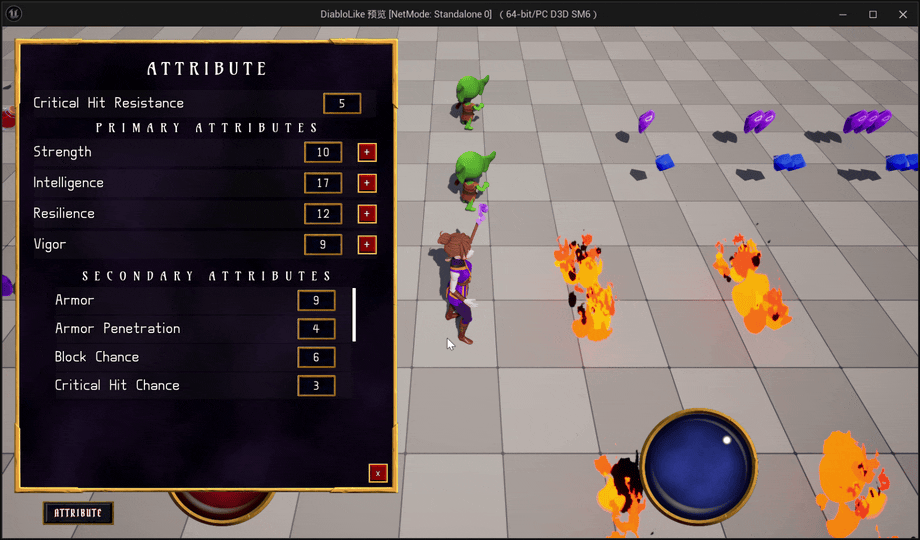 DiabloLike 预览 [NetMode: Standalone 0] ( 64-bit/PC D3D SM6 )
ATTRIBUTE
Critical Hit Resistance 5
PRIMARY ATTRIBUTES
Strength 10 +
Intelligence 17 +
Resilience 12 +
Vigor 9 +
SECONDARY ATTRIBUTES
Armor 9
Armor Penetration 4
Block Chance 6
Critical Hit Chance 3
x
ATTRIBUTE